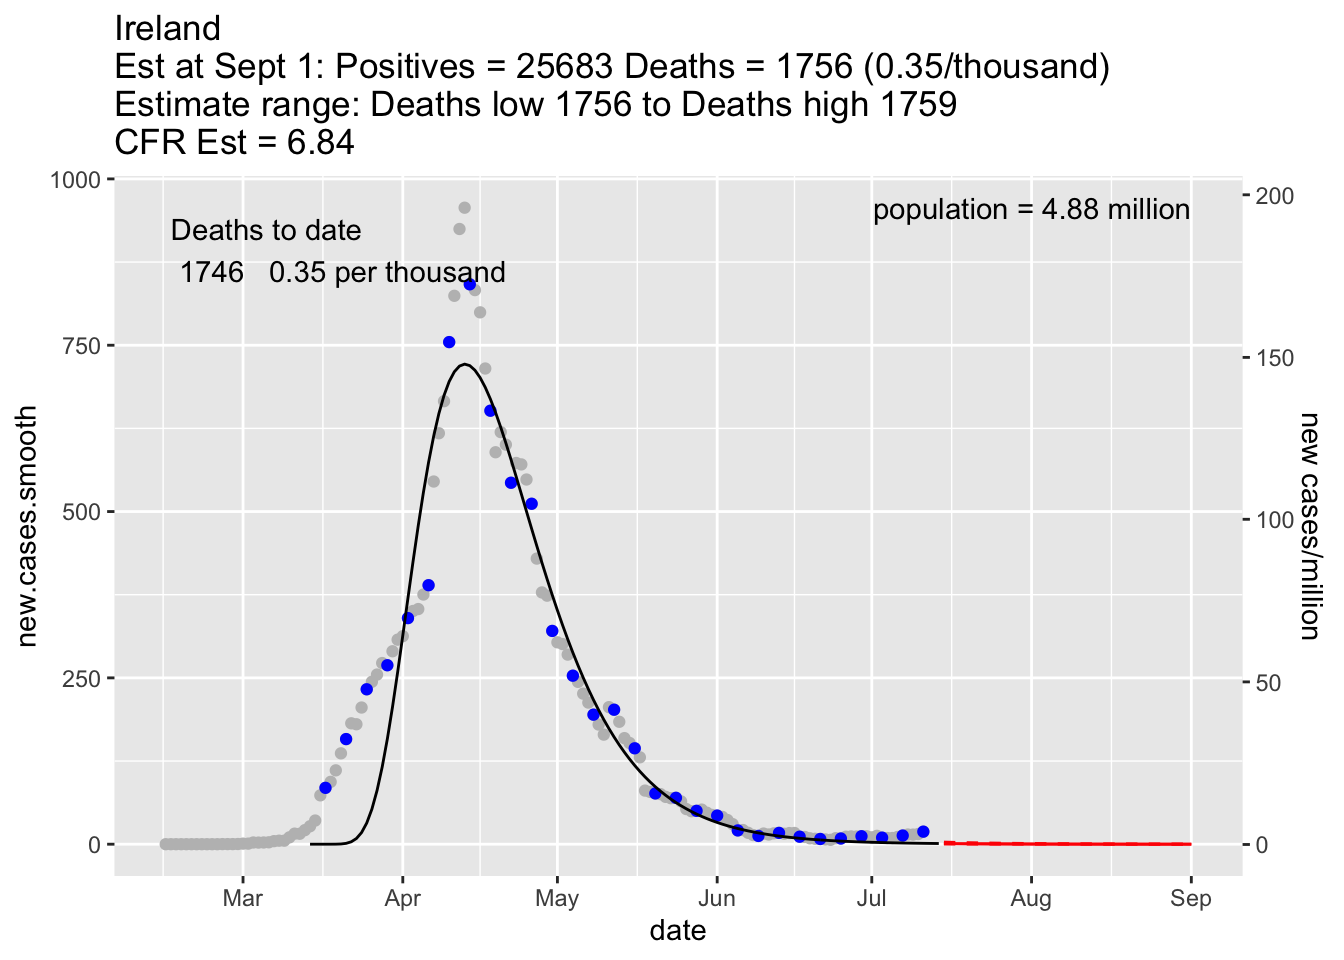 Ireland
Est at Sept 1: Positives = 25683 Deaths = 1756 (0.35/thousand)
Estimate range: Deaths low 1756 to Deaths high 1759
CFR Est = 6.84
population = 4.88 million
Deaths to date
1746 0.35 per thousand
new.cases.smooth
1000
750
500
250
0
new cases/million
200
150
100
50
0
Mar Apr May Jun Jul Aug Sep
date